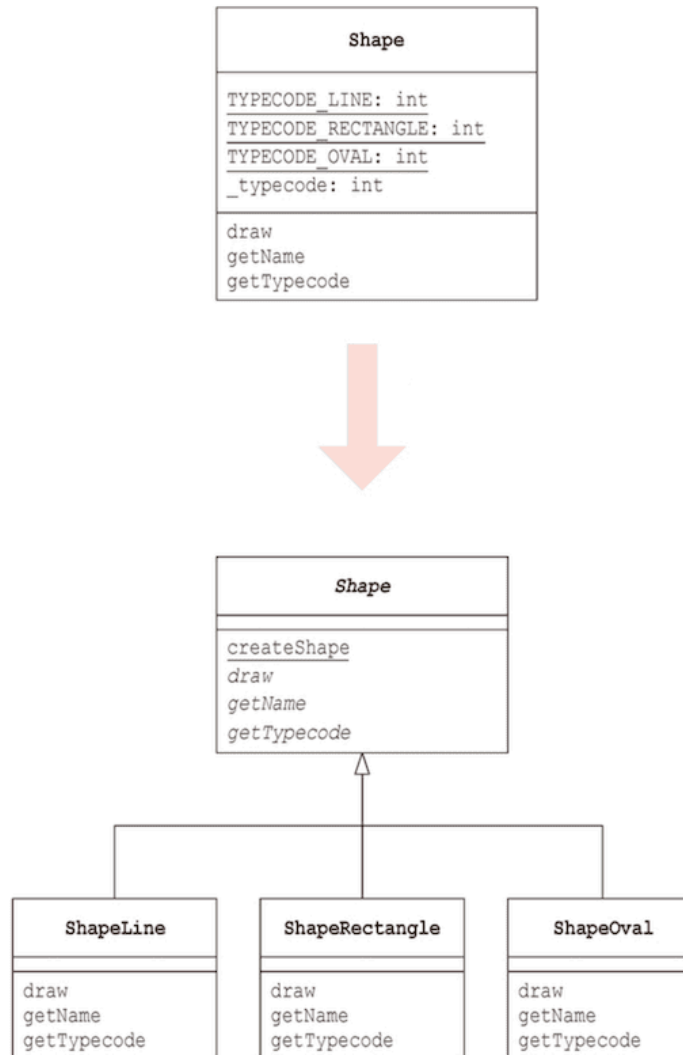 Shape
TYPECODE_LINE: int
TYPECODE_RECTANGLE: int
TYPECODE_OVAL: int
_typecode: int
draw
getName
getTypecode
Shape
createShape
draw
getName
getTypecode
ShapeLine
draw
getName
getTypecode
ShapeRectangle
draw
getName
getTypecode
ShapeOval
draw
getName
getTypecode